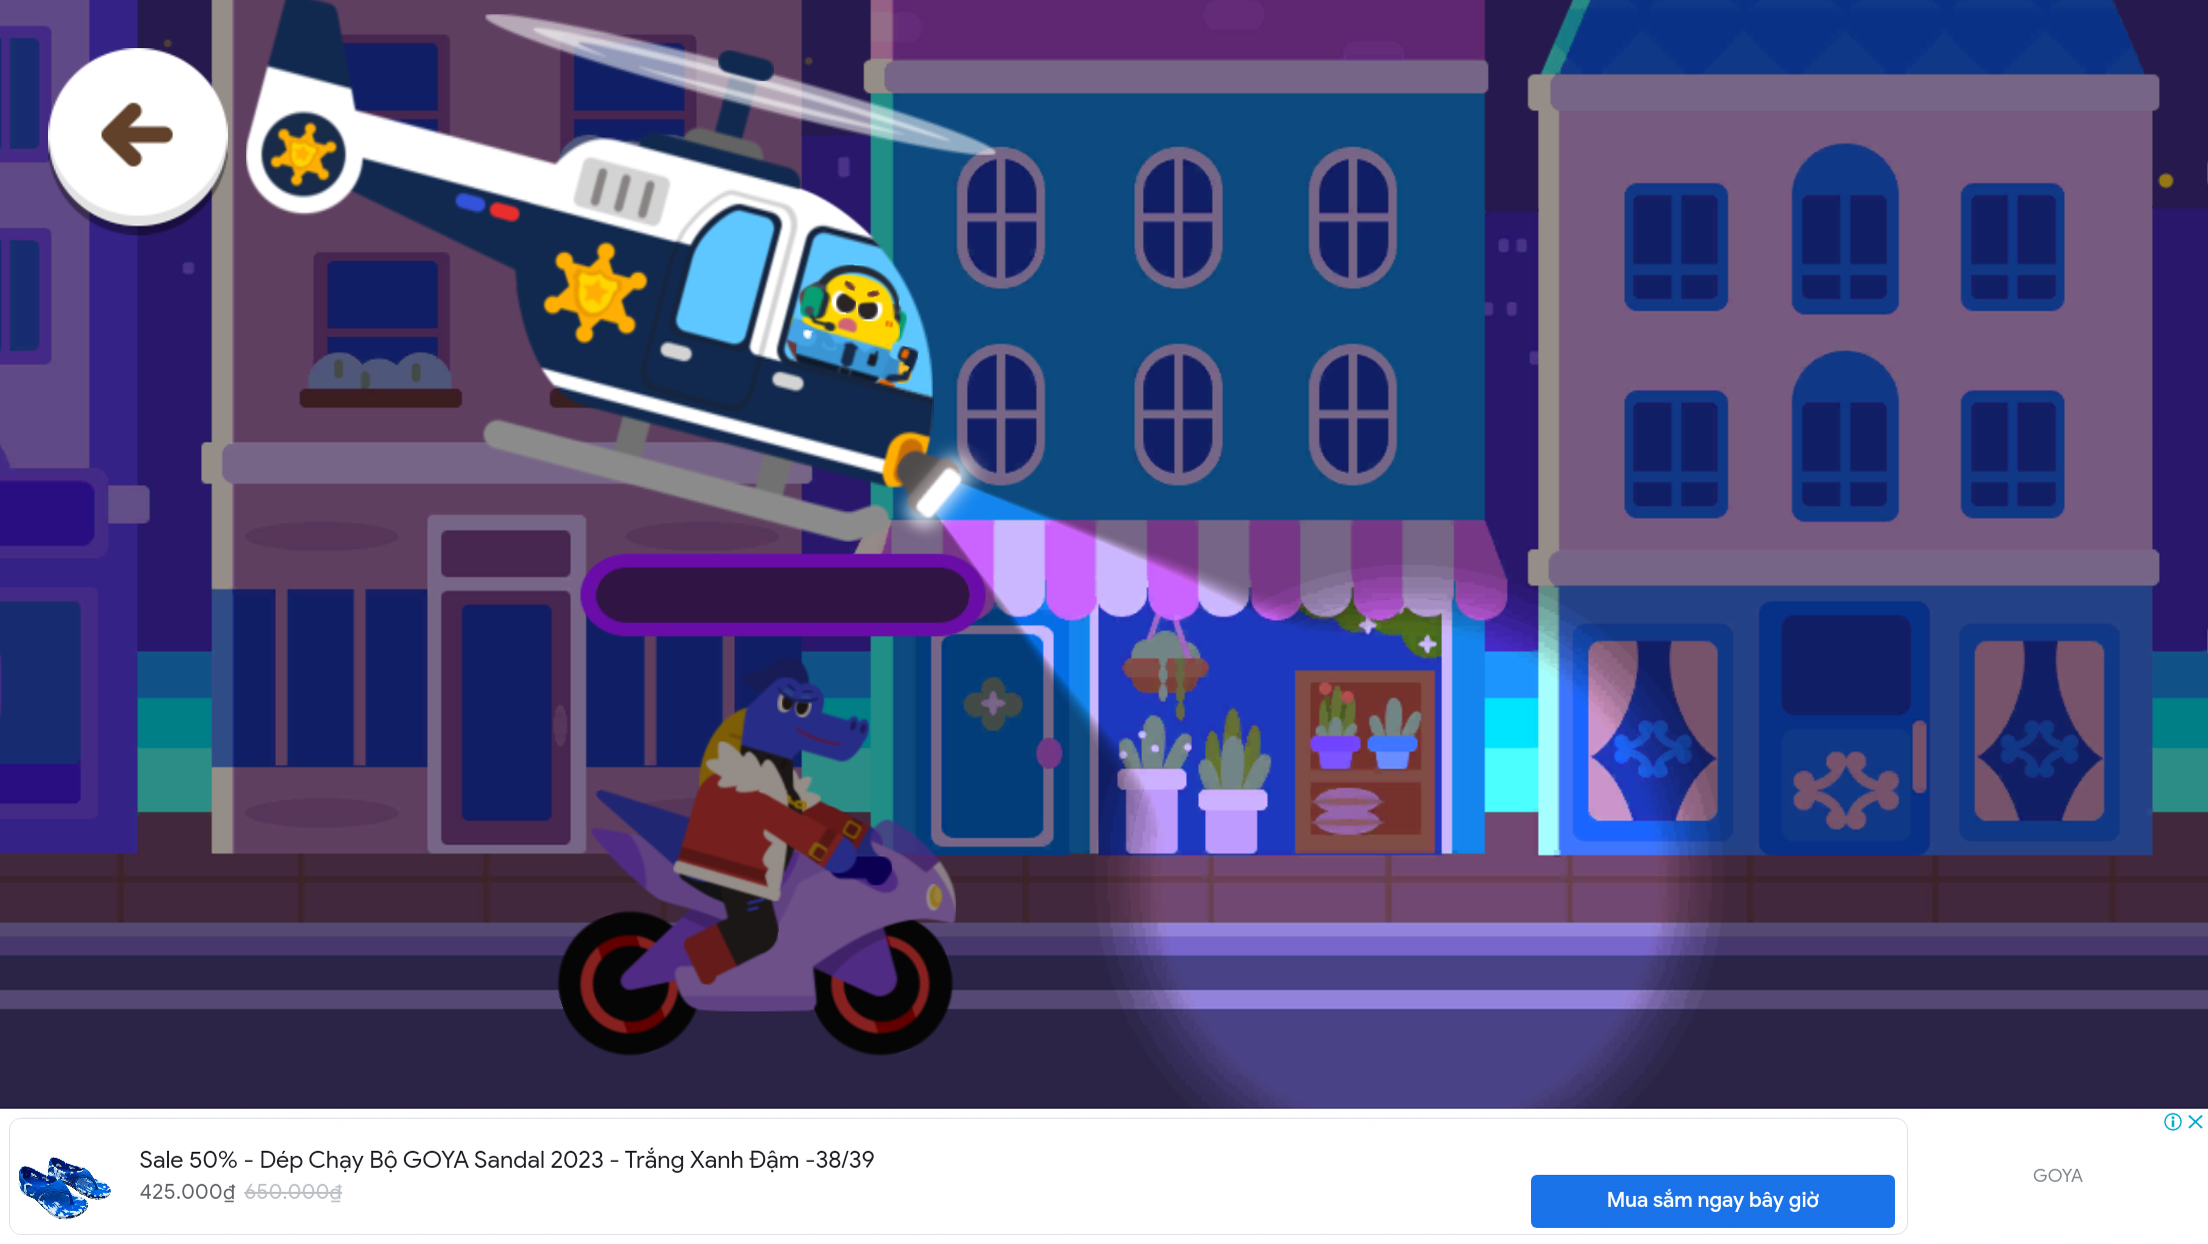 Sale 50% - Dép Chạy Bộ GOYA Sandal 2023 - Trắng Xanh Đậm -38/39
425.000₫ 650.000₫
Mua sắm ngay bây giờ
GOYA